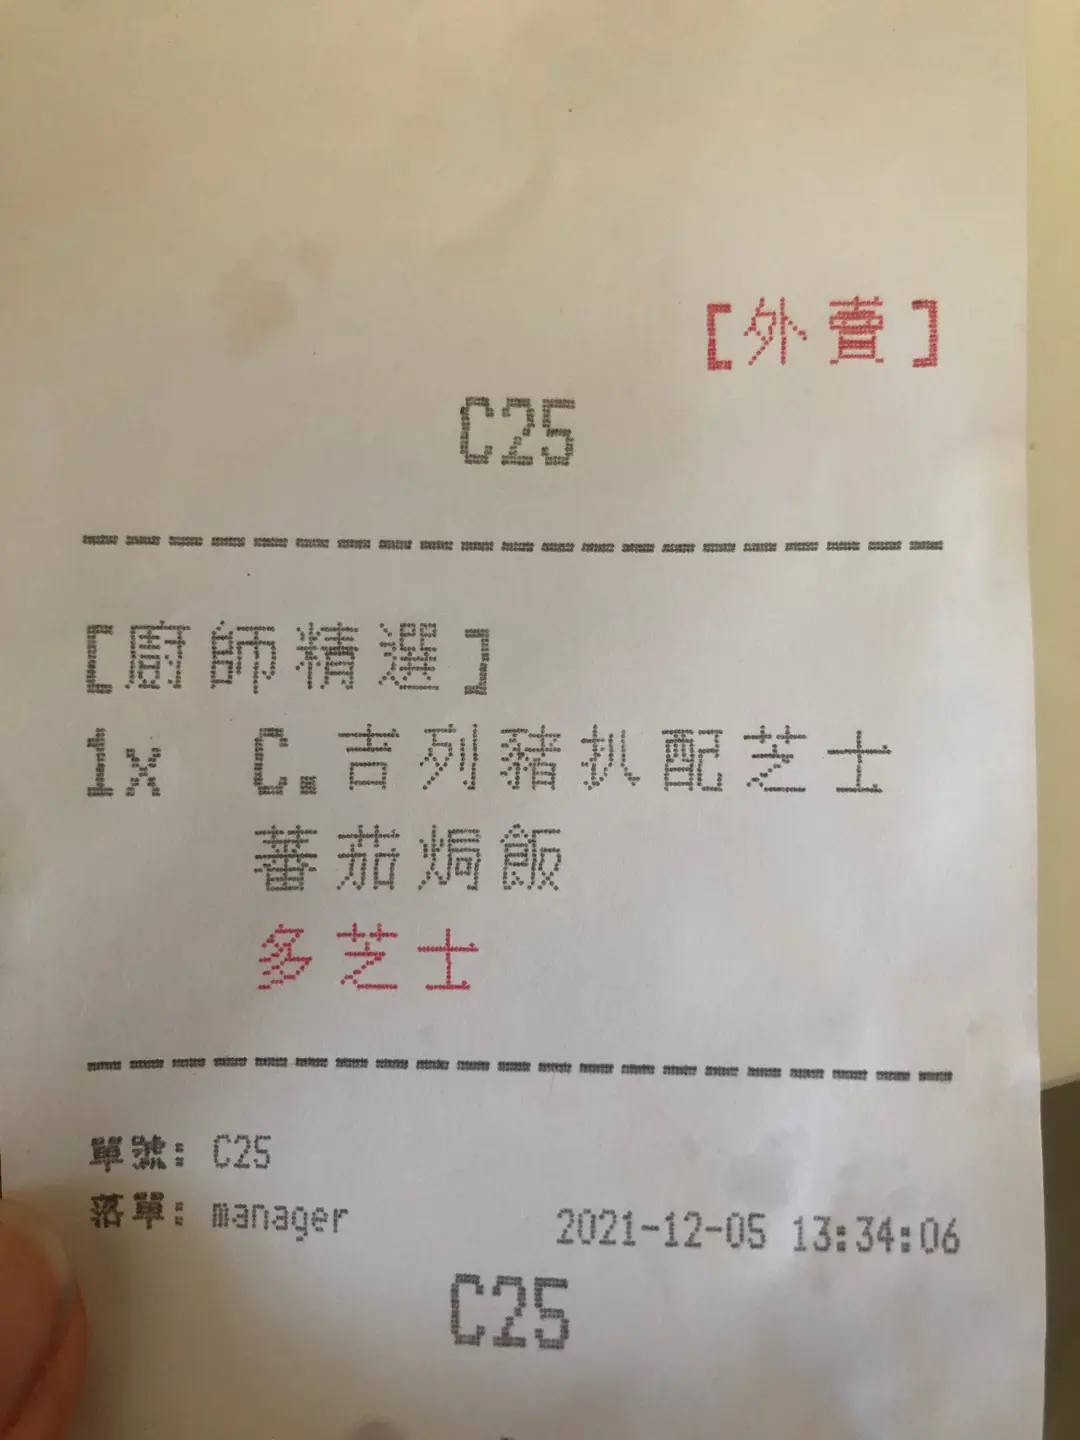 [外賣]
C25
[廚師精選]
1x C.吉列豬扒配芝士
蕃茄焗飯
多芝士
單號: C25
落單: manager 2021-12-05 13:34:06
C25